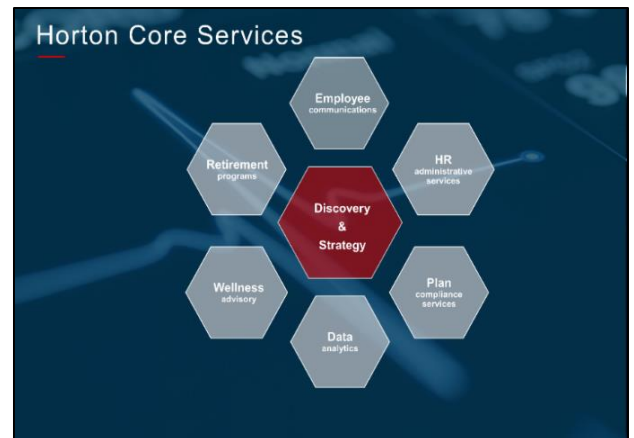 Horton Core Services
Employee
communications
Retirement
programs
HR
administrative
services
Discovery
&
Strategy
Wellness
advisory
Plan
compliance
services
Data
analytics